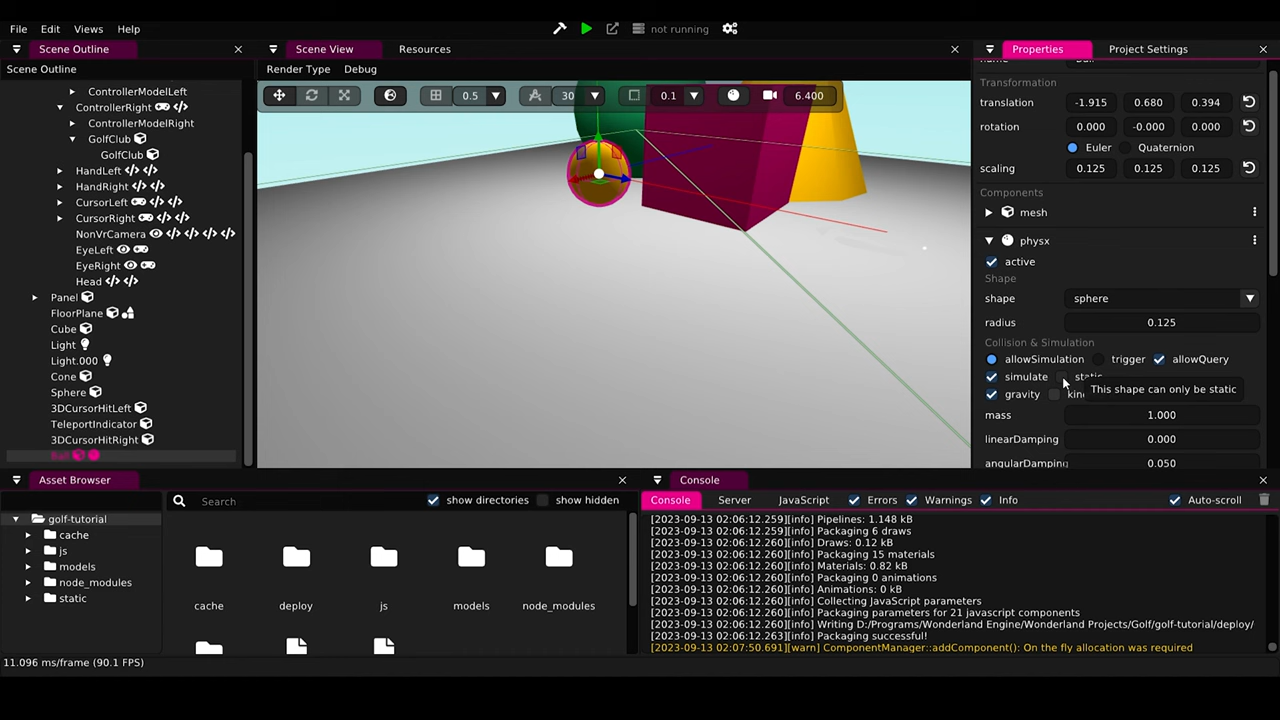 File Edit Views Help not running
Scene Outline Scene View Resources Properties Project Settings
Scene Outline
ControllerModelLeft
ControllerRight
ControllerModelRight
GolfClub
GolfClub
HandLeft
HandRight
CursorLeft
CursorRight
NonVrCamera
EyeLeft
EyeRight
Head
Panel
FloorPlane
Cube
Light
Light.000
Cone
Sphere
3DCursorHitLeft
TeleportIndicator
3DCursorHitRight
Ball
Render Type Debug
0.5 30 0.1 6.400
Transformation
translation -1.915 0.680 0.394
rotation 0.000 -0.000 0.000
Euler Quaternion
scaling 0.125 0.125 0.125
Components
mesh
physx
active
Shape
shape sphere
radius 0.125
Collision & Simulation
allowSimulation trigger allowQuery
simulate
This shape can only be static
gravity
mass 1.000
linearDamping 0.000
angularDamping 0.050
Asset Browser
Search show directories show hidden
golf-tutorial
cache
js
models
node_modules
static
cache deploy js models node_modules
Console
Console Server JavaScript Errors Warnings Info Auto-scroll
[2023-09-13 02:06:12.259][info] Pipelines: 1.148 kB
[2023-09-13 02:06:12.260][info] Packaging 6 draws
[2023-09-13 02:06:12.260][info] Draws: 0.12 kB
[2023-09-13 02:06:12.260][info] Packaging 15 materials
[2023-09-13 02:06:12.260][info] Materials: 0.82 kB
[2023-09-13 02:06:12.260][info] Packaging 0 animations
[2023-09-13 02:06:12.260][info] Animations: 0 kB
[2023-09-13 02:06:12.260][info] Collecting JavaScript parameters
[2023-09-13 02:06:12.260][info] Packaging parameters for 21 javascript components
[2023-09-13 02:06:12.260][info] Writing D:/Programs/Wonderland Engine/Wonderland Projects/Golf/golf-tutorial/deploy/
[2023-09-13 02:06:12.263][info] Packaging successful!
[2023-09-13 02:07:50.691][warn] ComponentManager::addComponent(): On the fly allocation was required
11.096 ms/frame (90.1 FPS)